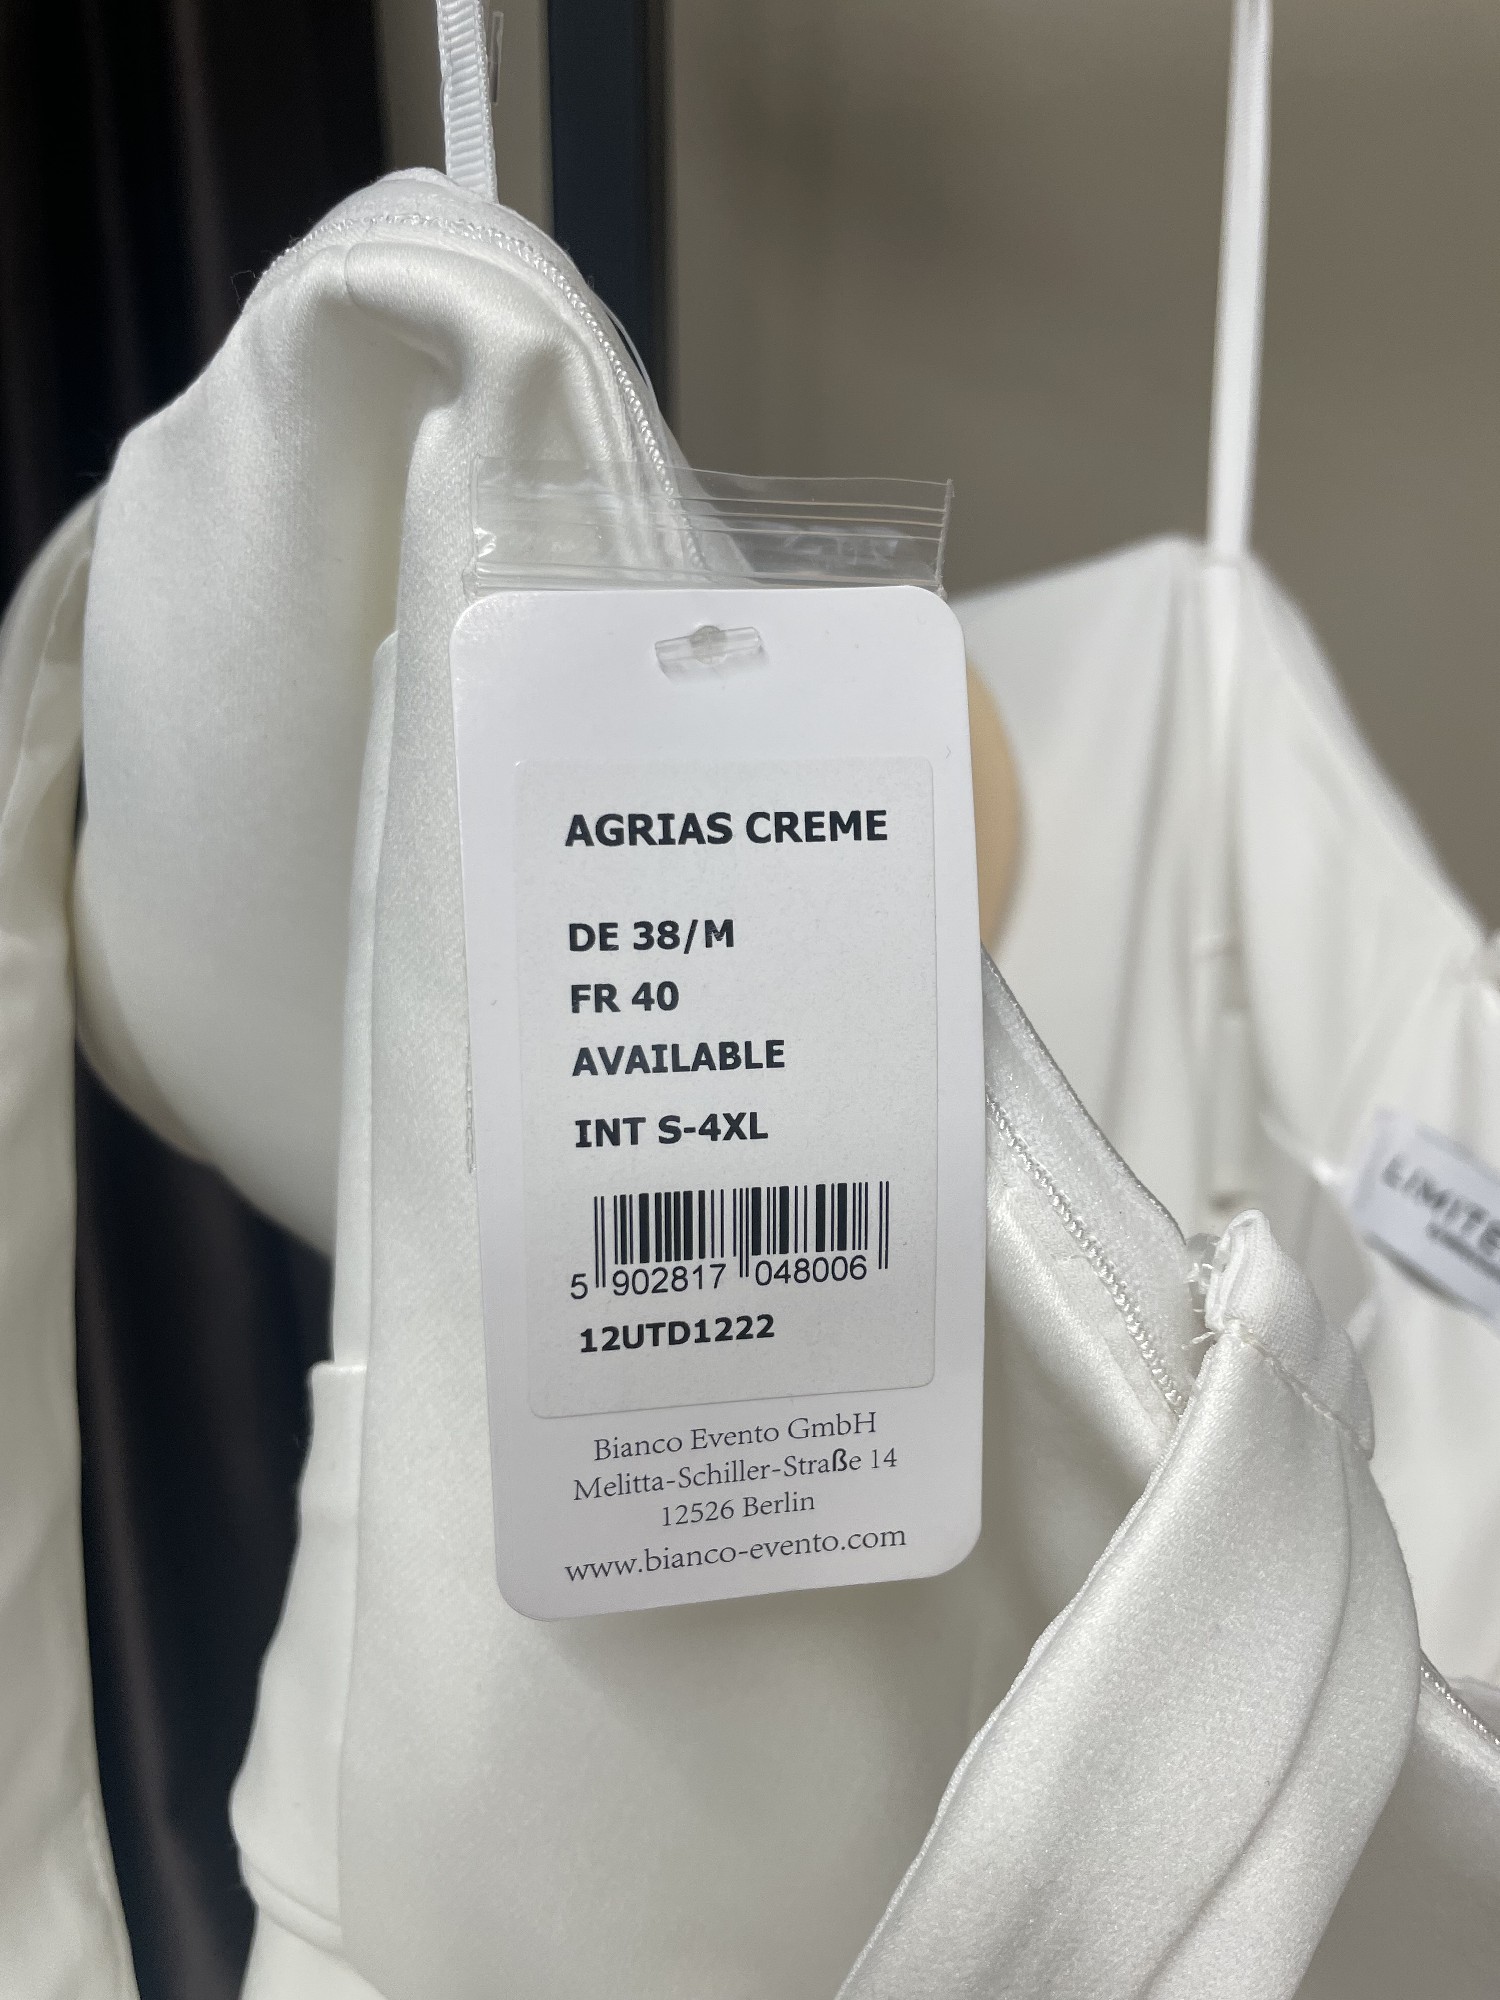 AGRIAS CREME
DE 38/M
FR 40
AVAILABLE
INT S-4XL
5 902817 048006
12UTD1222
Bianco Evento GmbH
Melitta-Schiller-Straße 14
12526 Berlin
www.bianco-evento.com
LIMITE